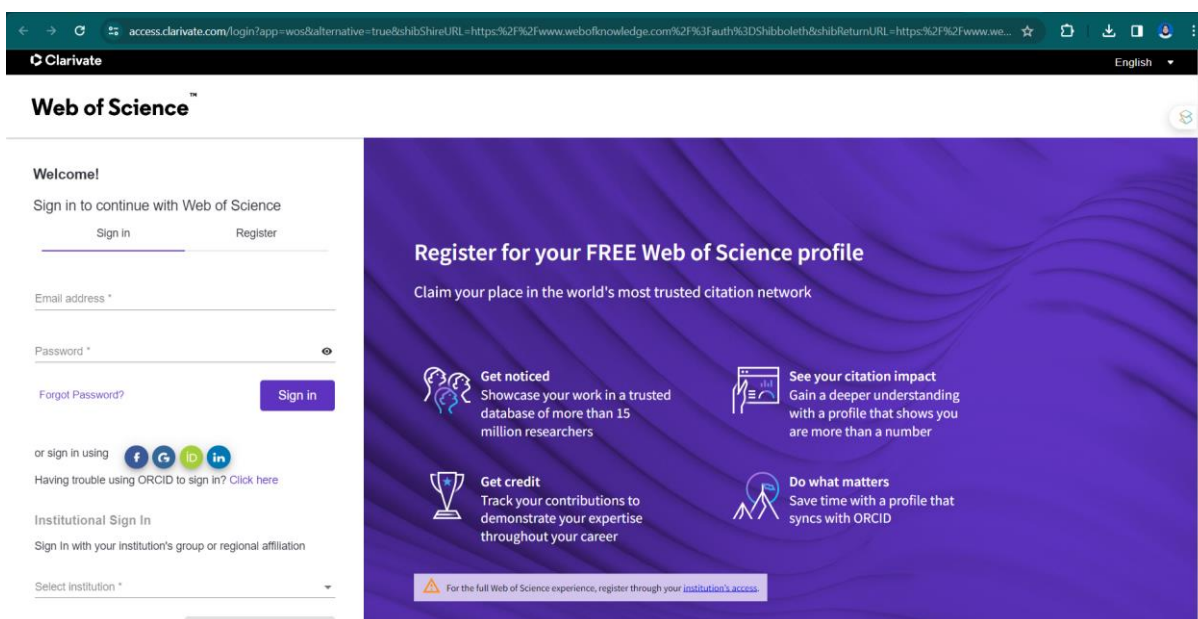 access.clarivate.com/login?app=wos&alternative=true&shibShireURL=https:%2F%2Fwww.webofknowledge.com%2F%3Fauth%3DShibboleth&shibReturnURL=https:%2F%2Fwww.we...
Clarivate
English
Web of Science™
Welcome!
Sign in to continue with Web of Science
Sign in
Register
Email address *
Password *
Forgot Password?
Sign in
or sign in using
f G iD in
Having trouble using ORCID to sign in? Click here
Institutional Sign In
Sign In with your institution's group or regional affiliation
Select institution *
Register for your FREE Web of Science profile
Claim your place in the world's most trusted citation network
Get noticed
Showcase your work in a trusted
database of more than 15
million researchers
See your citation impact
Gain a deeper understanding
with a profile that shows you
are more than a number
Get credit
Track your contributions to
demonstrate your expertise
throughout your career
Do what matters
Save time with a profile that
syncs with ORCID
For the full Web of Science experience, register through your institution's access.